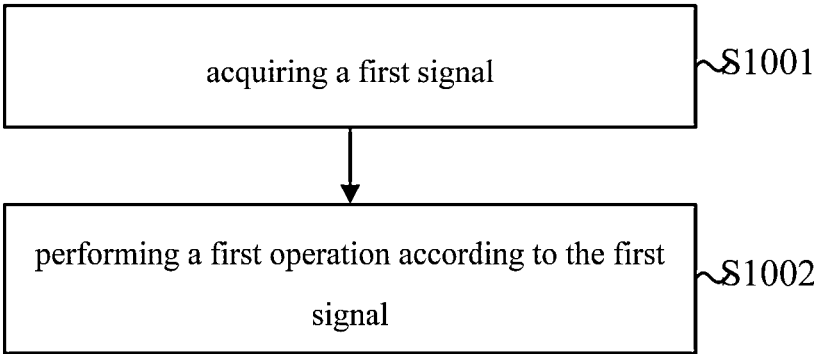 acquiring a first signal
S1001
performing a first operation according to the first
signal
S1002